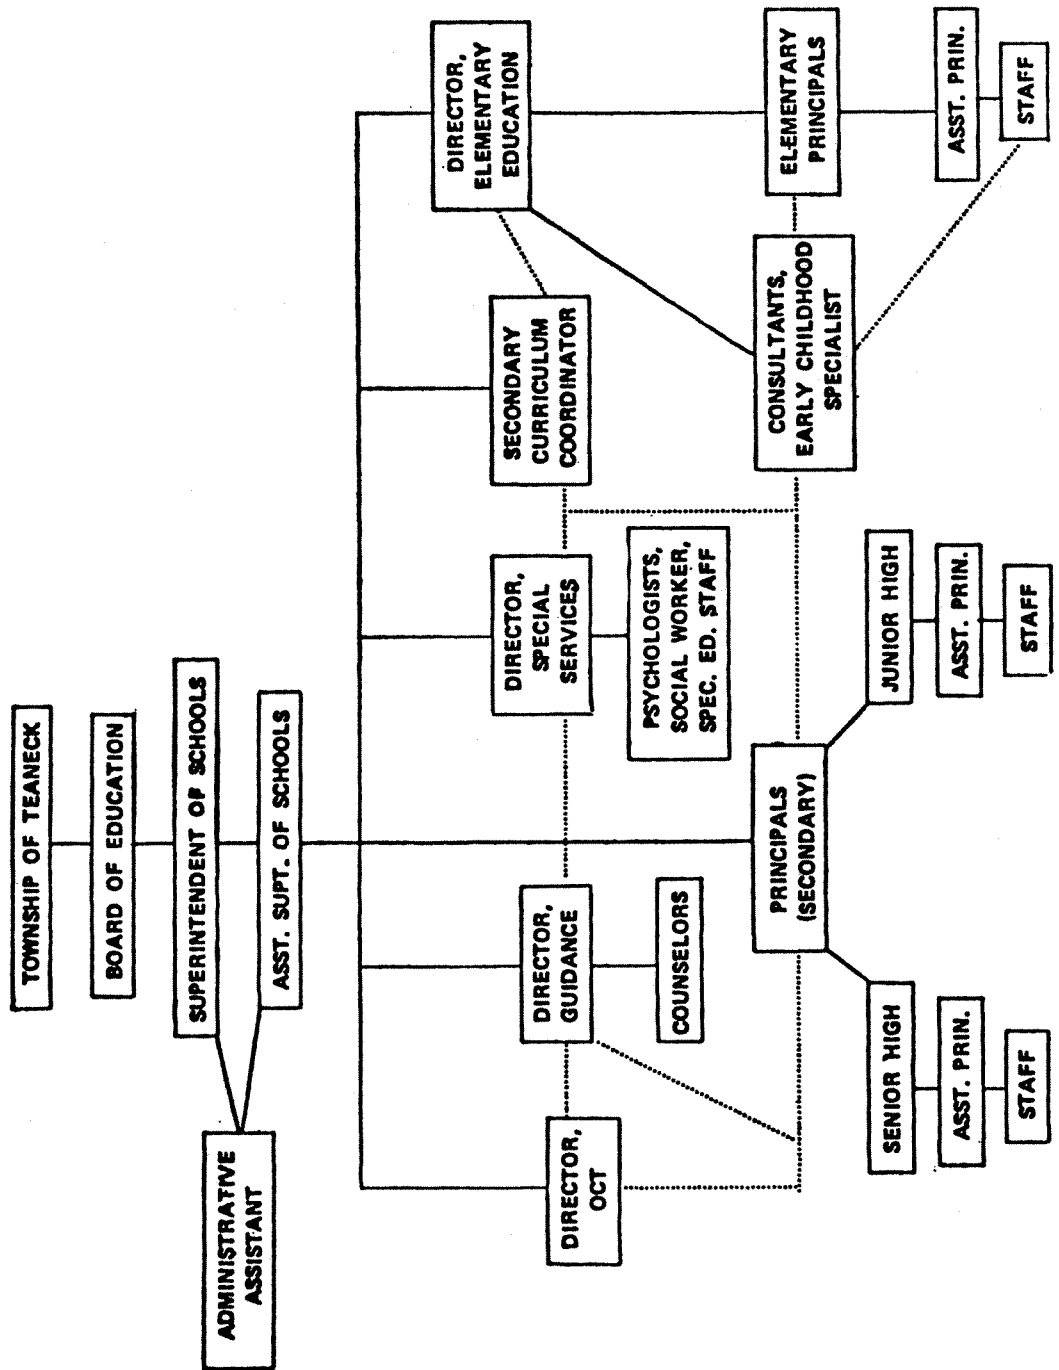 TOWNSHIP OF TEANECK
BOARD OF EDUCATION
SUPERINTENDENT OF SCHOOLS
ADMINISTRATIVE
ASSISTANT
ASST. SUPT. OF SCHOOLS
DIRECTOR,
OCT
DIRECTOR,
GUIDANCE
COUNSELORS
DIRECTOR,
SPECIAL
SERVICES
PSYCHOLOGISTS,
SOCIAL WORKER,
SPEC. ED. STAFF
SECONDARY
CURRICULUM
COORDINATOR
DIRECTOR,
ELEMENTARY
EDUCATION
PRINCIPALS
(SECONDARY)
CONSULTANTS,
EARLY CHILDHOOD
SPECIALIST
ELEMENTARY
PRINCIPALS
SENIOR HIGH
ASST. PRIN.
STAFF
JUNIOR HIGH
ASST. PRIN.
STAFF
ASST. PRIN.
STAFF